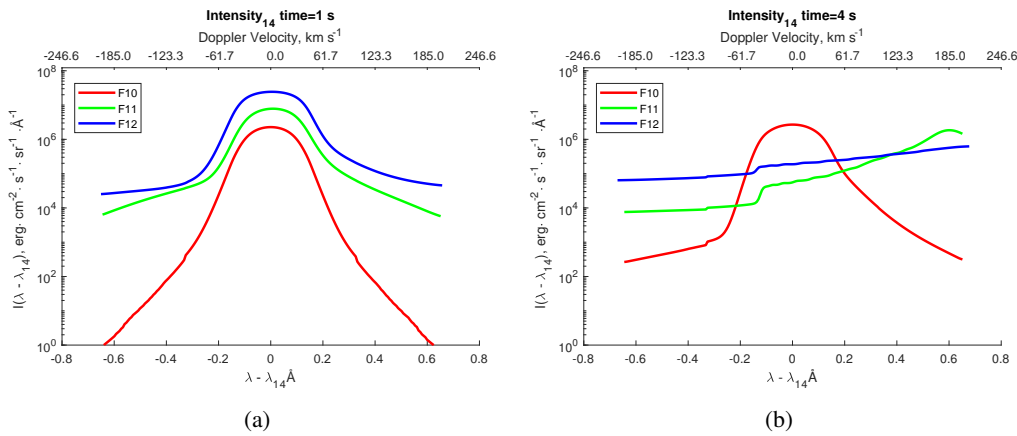 Intensity₁₄ time=1 s
Doppler Velocity, km s⁻¹
-246.6 -185.0 -123.3 -61.7 0.0 61.7 123.3 185.0 246.6
10⁸
10⁶
10⁴
10²
10⁰
I(λ - λ₁₄), erg· cm⁻²· s⁻¹· sr⁻¹ ·Å⁻¹
F10
F11
F12
-0.8 -0.6 -0.4 -0.2 0 0.2 0.4 0.6 0.8
λ - λ₁₄Å
(a)
Intensity₁₄ time=4 s
Doppler Velocity, km s⁻¹
-246.6 -185.0 -123.3 -61.7 0.0 61.7 123.3 185.0 246.6
10⁸
10⁶
10⁴
10²
10⁰
I(λ - λ₁₄), erg· cm⁻²· s⁻¹· sr⁻¹ ·Å⁻¹
F10
F11
F12
-0.8 -0.6 -0.4 -0.2 0 0.2 0.4 0.6 0.8
λ - λ₁₄Å
(b)